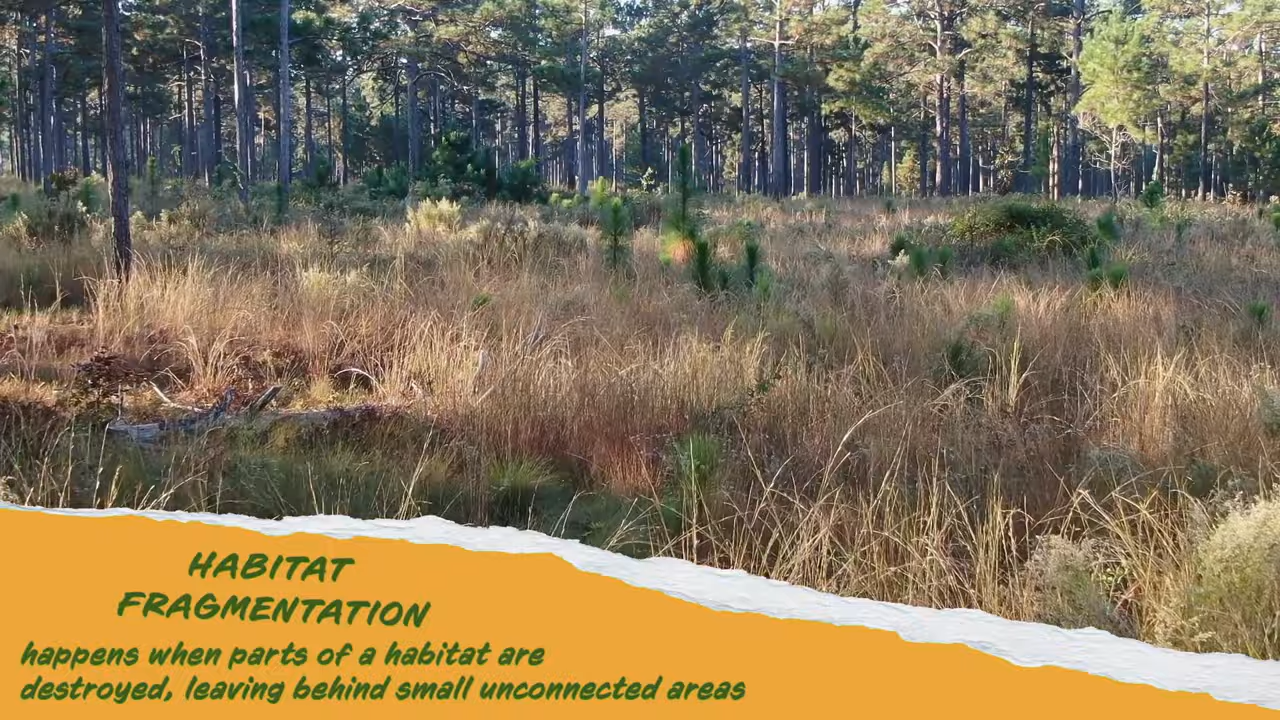 HABITAT
FRAGMENTATION
happens when parts of a habitat are
destroyed, leaving behind small unconnected areas